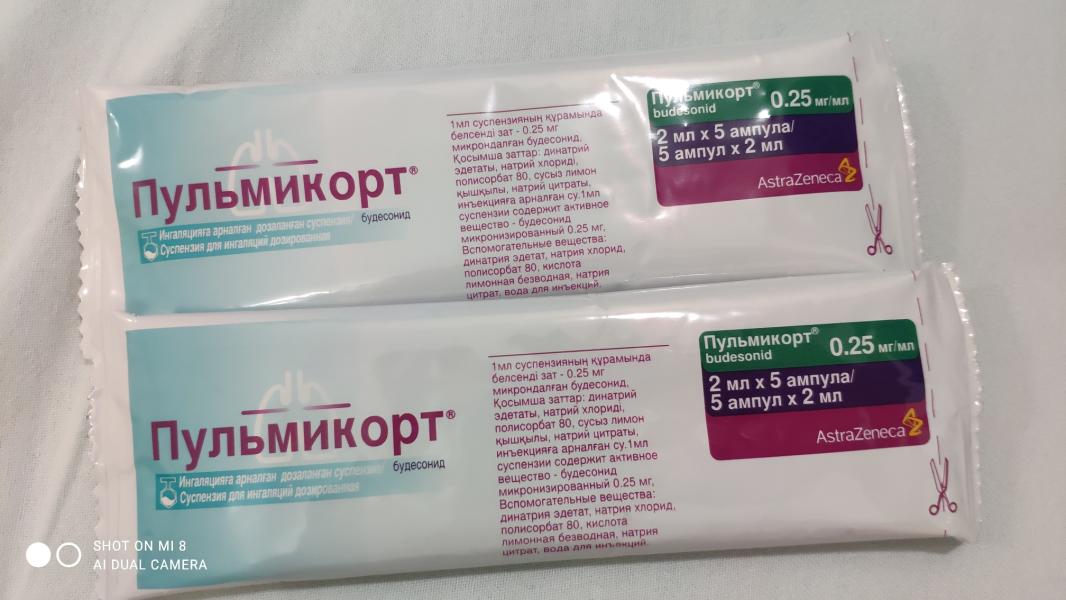 Пульмикорт®
Ингаляцияға арналған дозаланған суспензия/ будесонид
Суспензия для ингаляций дозированная
1мл суспензияның құрамында
белсенді зат - 0.25 мг
микрондалған будесонид,
Қосымша заттар: динатрий
эдетаты, натрий хлориді,
полисорбат 80, сусыз лимон
қышқылы, натрий цитраты,
инъекцияға арналған су.1мл
суспензии содержит активное
вещество - будесонид
микронизированный 0.25 мг,
Вспомогательные вещества:
динатрия эдетат, натрия хлорид,
полисорбат 80, кислота
лимонная безводная, натрия
цитрат, вода для инъекций.
Пульмикорт® 0.25 мг/мл
budesonid
2 мл x 5 ампула/
5 ампул x 2 мл
AstraZeneca
Пульмикорт®
Ингаляцияға арналған дозаланған суспензия/ будесонид
Суспензия для ингаляций дозированная
1мл суспензияның құрамында
белсенді зат - 0.25 мг
микрондалған будесонид,
Қосымша заттар: динатрий
эдетаты, натрий хлориді,
полисорбат 80, сусыз лимон
қышқылы, натрий цитраты,
инъекцияға арналған су.1мл
суспензии содержит активное
вещество - будесонид
микронизированный 0.25 мг,
Вспомогательные вещества:
динатрия эдетат, натрия хлорид,
полисорбат 80, кислота
лимонная безводная, натрия
цитрат, вода для инъекций.
Пульмикорт® 0.25 мг/мл
budesonid
2 мл x 5 ампула/
5 ампул x 2 мл
AstraZeneca
SHOT ON MI 8
AI DUAL CAMERA